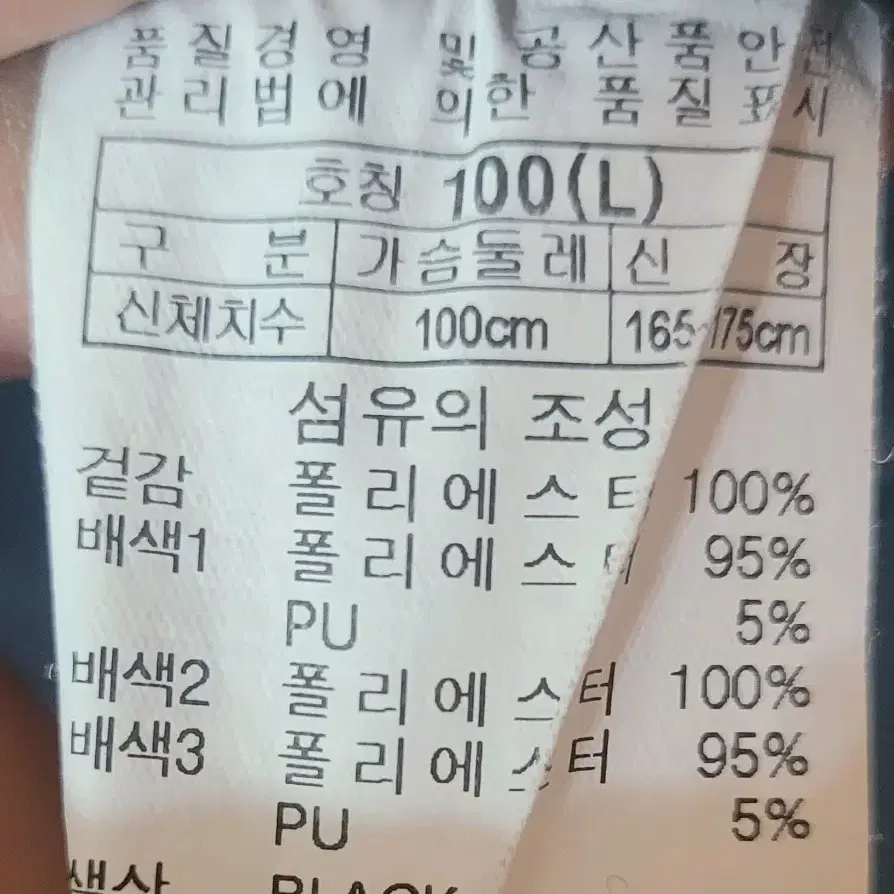 품질경영 및 공산품안전
관리법에 의한 품질표시
호칭 100(L)
구 분 가슴둘레 신 장
신체치수 100cm 165~175cm
섬유의 조성
겉감 폴리에스터 100%
배색1 폴리에스터 95%
PU 5%
배색2 폴리에스터 100%
배색3 폴리에스터 95%
PU 5%
색상 BLACK